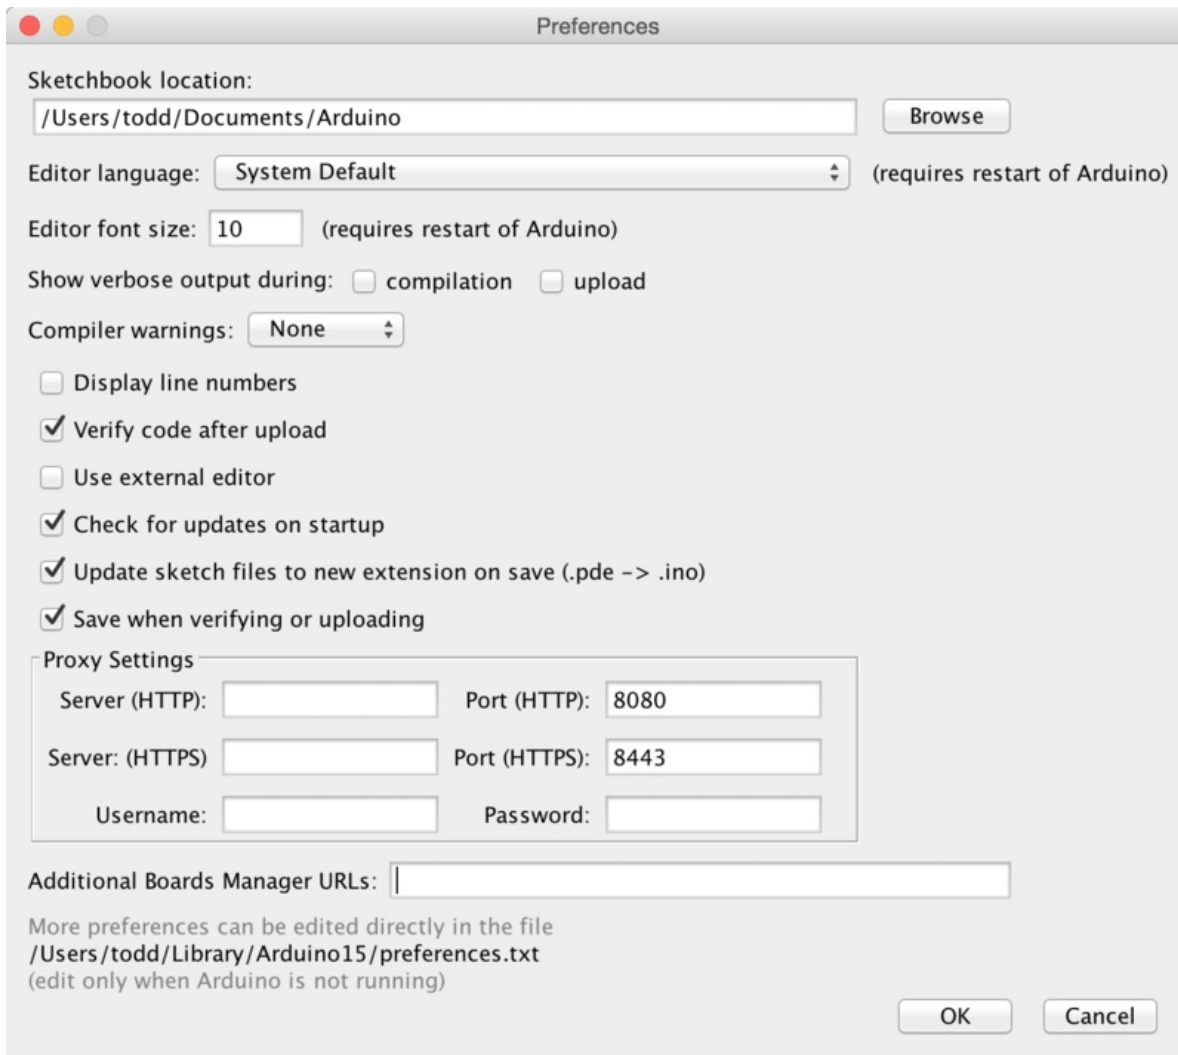 Preferences
Sketchbook location:
/Users/todd/Documents/Arduino Browse
Editor language: System Default (requires restart of Arduino)
Editor font size: 10 (requires restart of Arduino)
Show verbose output during: compilation upload
Compiler warnings: None
Display line numbers
Verify code after upload
Use external editor
Check for updates on startup
Update sketch files to new extension on save (.pde -> .ino)
Save when verifying or uploading
Proxy Settings
Server (HTTP): Port (HTTP): 8080
Server: (HTTPS) Port (HTTPS): 8443
Username: Password:
Additional Boards Manager URLs:
More preferences can be edited directly in the file
/Users/todd/Library/Arduino15/preferences.txt
(edit only when Arduino is not running)
OK Cancel